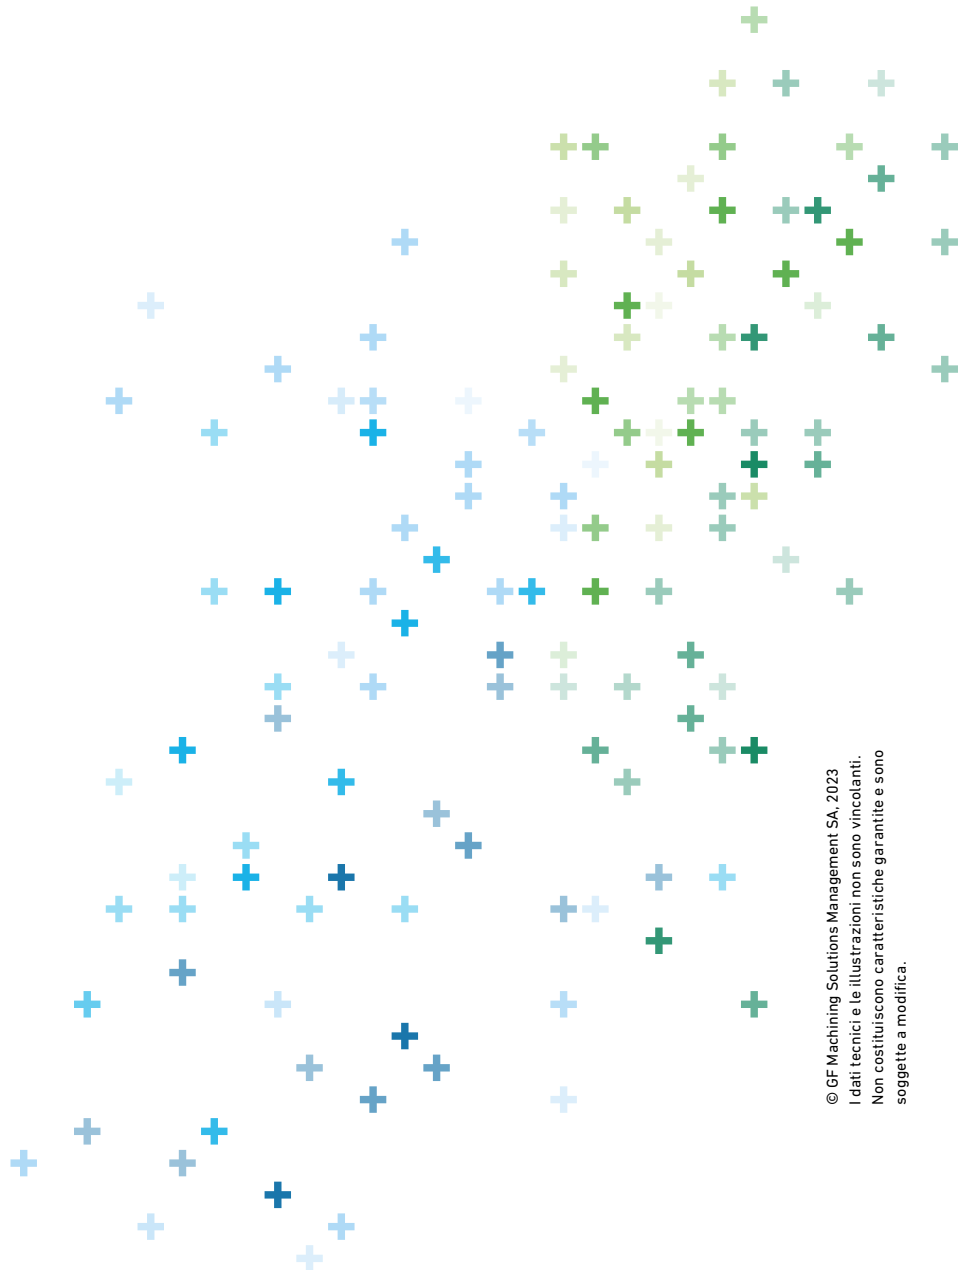 © GF Machining Solutions Management SA, 2023
I dati tecnici e le illustrazioni non sono vincolanti.
Non costituiscono caratteristiche garantite e sono
soggette a modifica.